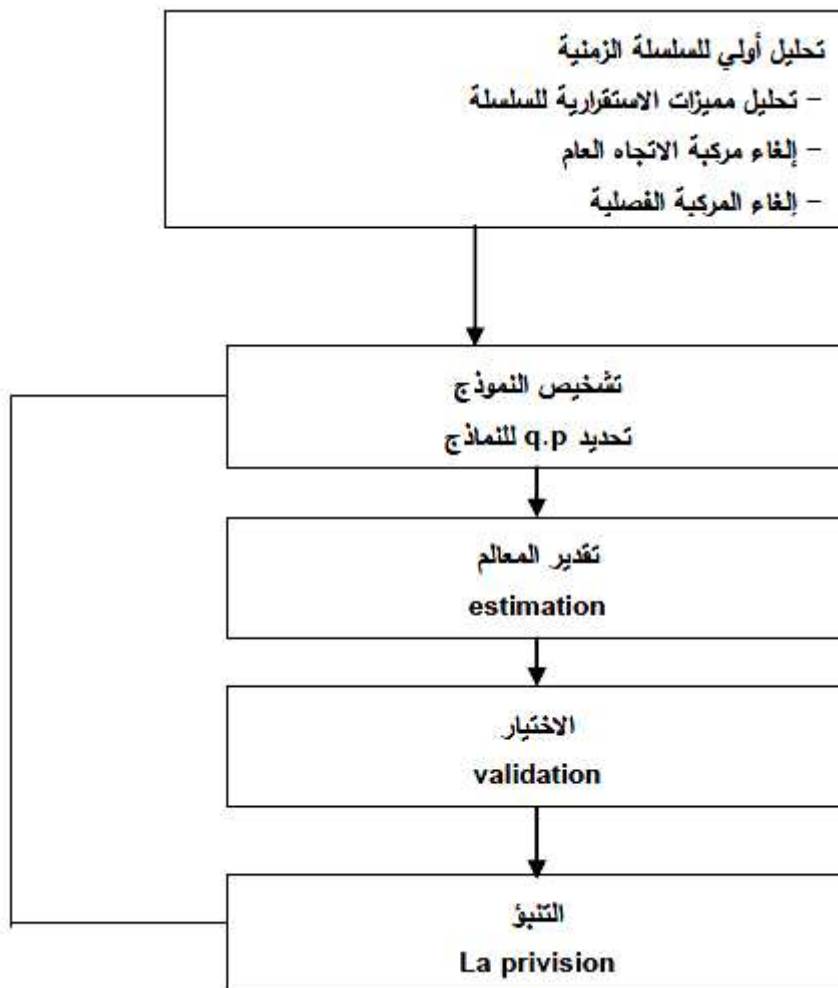 تحليل أولي للسلسلة الزمنية
- تحليل مميزات الاستقرارية للسلسلة
- إلغاء مركبة الاتجاه العام
- إلغاء المركبة الفصلية
تشخيص النموذج
تحديد q.p للنماذج
تقدير المعالم
estimation
الاختيار
validation
التنبؤ
La privision